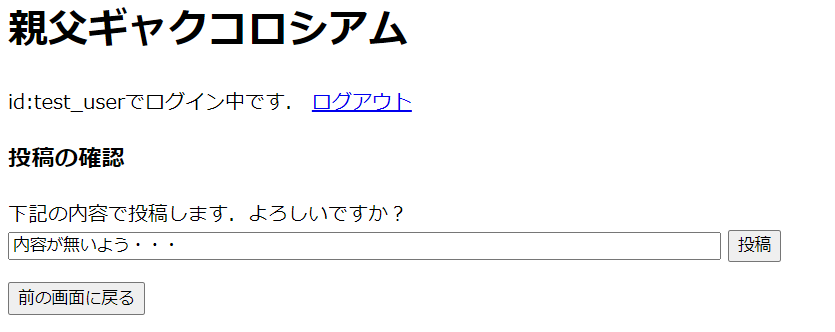 親父ギャクコロシアム
id:test_userでログイン中です． ログアウト
投稿の確認
下記の内容で投稿します．よろしいですか？
内容が無いよう・・・ 投稿
前の画面に戻る